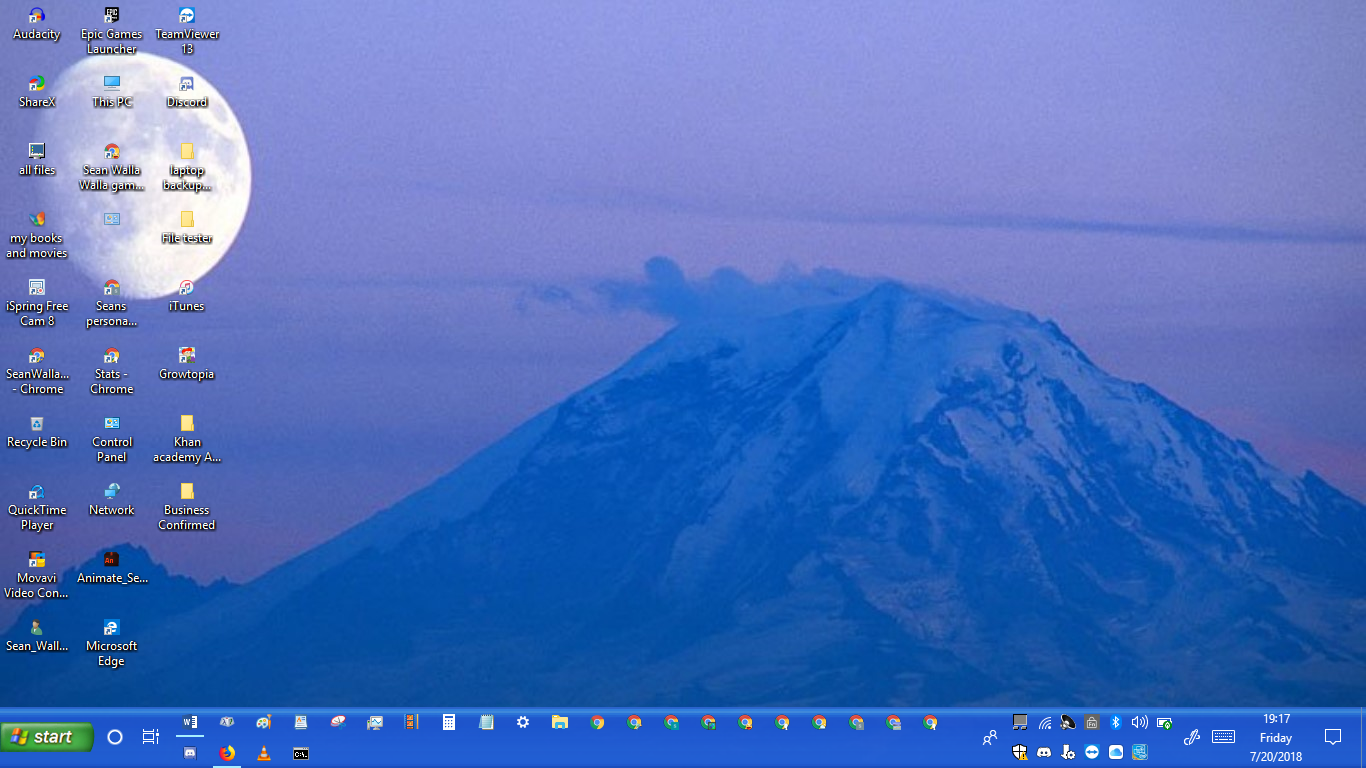 Audacity
Epic Games
Launcher
TeamViewer
13
ShareX
This PC
Discord
all files
Sean Walla
Walla gam...
laptop
backup...
my books
and movies
File tester
iSpring Free
Cam 8
Seans
persona...
iTunes
SeanWalla...
- Chrome
Stats -
Chrome
Growtopia
Recycle Bin
Control
Panel
Khan
academy A...
QuickTime
Player
Network
Business
Confirmed
Movavi
Video Con...
Animate_Se...
Sean_Wall...
Microsoft
Edge
start
19:17
Friday
7/20/2018